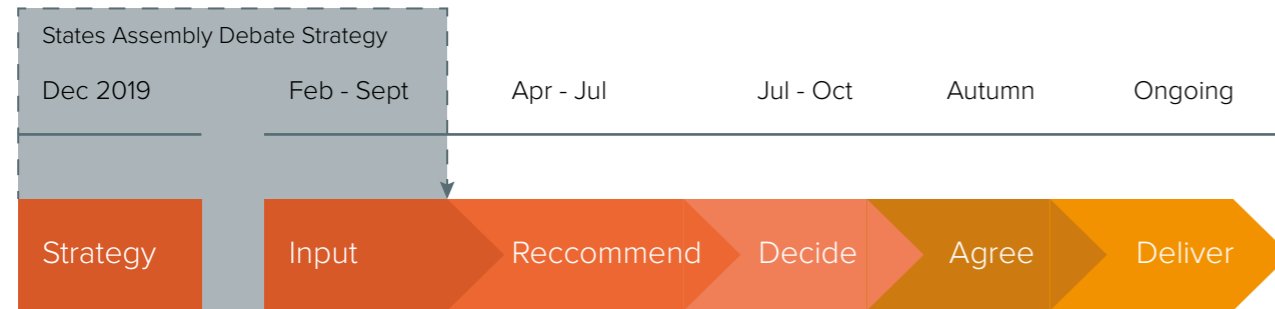 States Assembly Debate Strategy
Dec 2019 Feb - Sept Apr - Jul Jul - Oct Autumn Ongoing
Strategy Input Reccommend Decide Agree Deliver